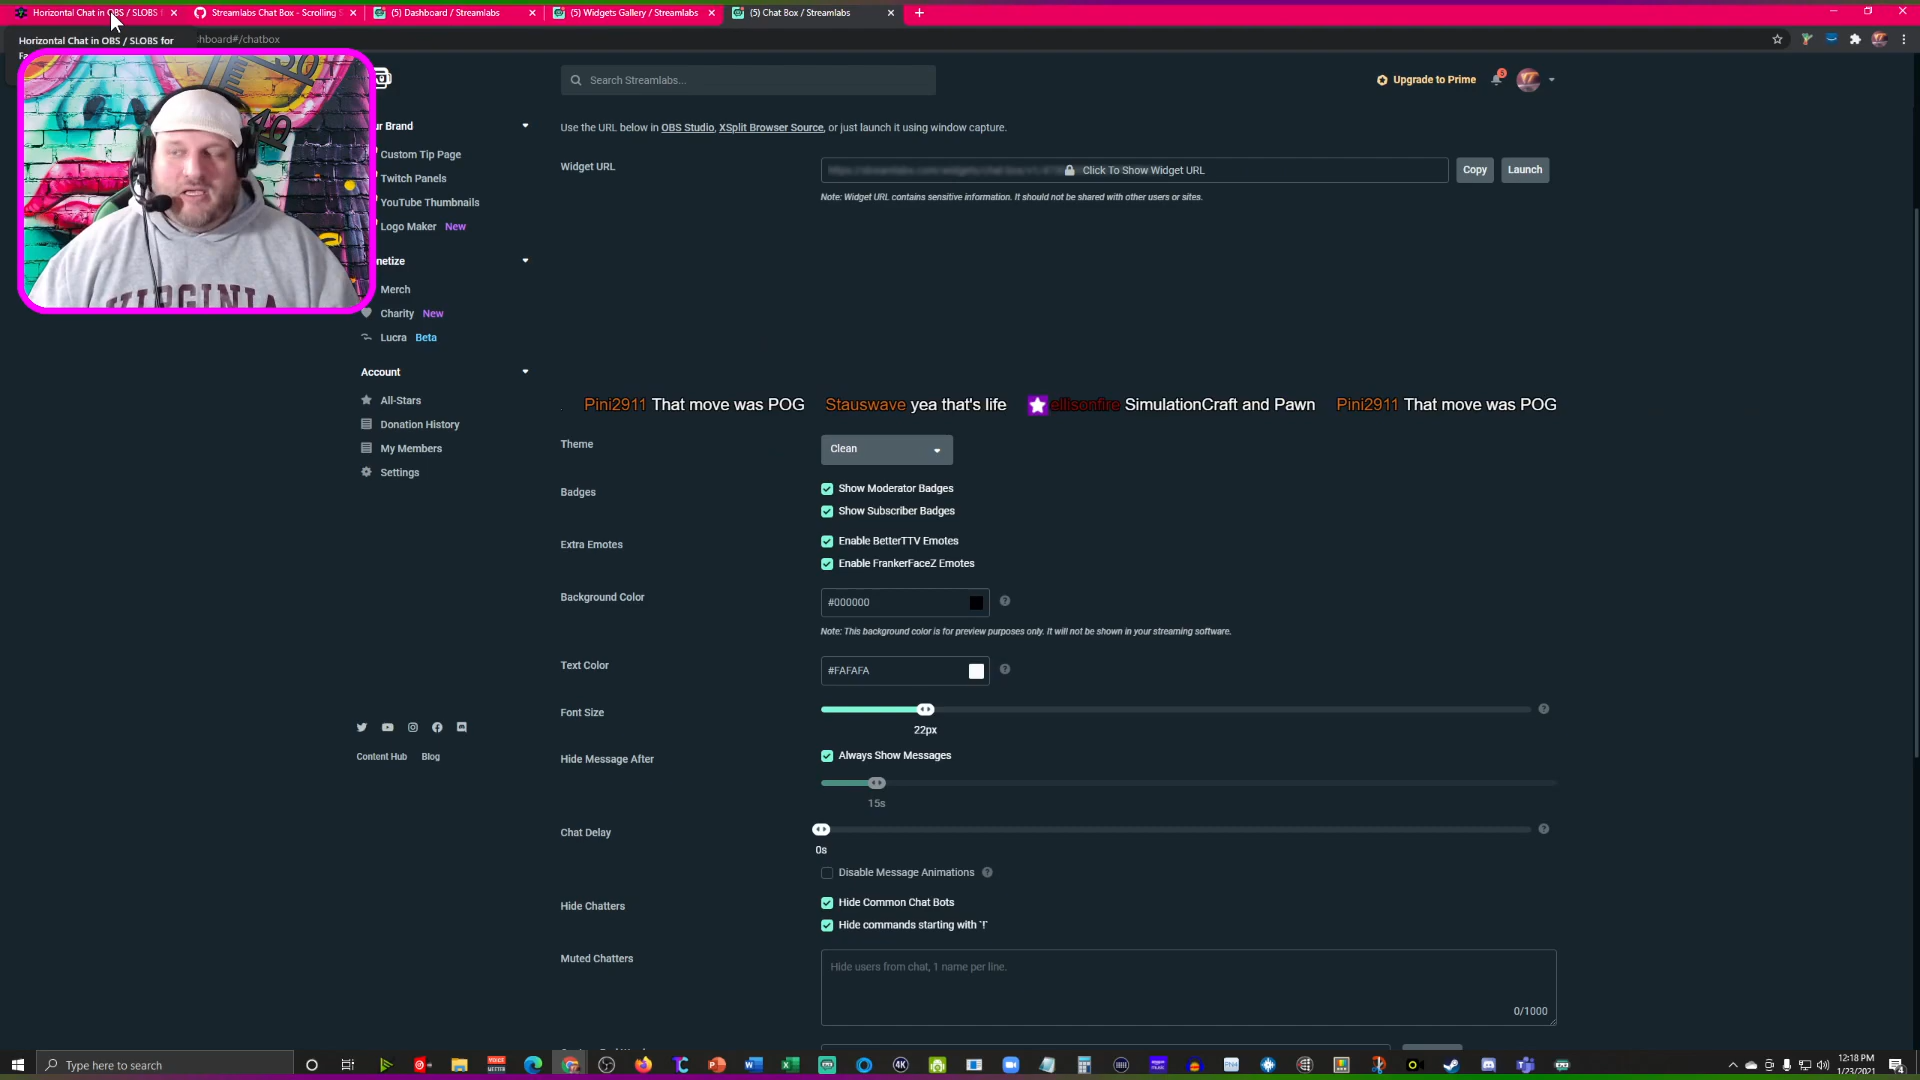 Horizontal Chat in OBS / SLOBS
Streamlabs Chat Box - Scrolling S
(5) Dashboard / Streamlabs
(5) Widgets Gallery / Streamlabs
(5) Chat Box / Streamlabs
Horizontal Chat in OBS / SLOBS for
hboard#/chatbox
Search Streamlabs...
Upgrade to Prime
ur Brand
Custom Tip Page
Twitch Panels
YouTube Thumbnails
Logo Maker New
netize
Merch
Charity New
Lucra Beta
Account
All-Stars
Donation History
My Members
Settings
Content Hub Blog
VIRGINIA
Use the URL below in OBS Studio, XSplit Browser Source, or just launch it using window capture.
Widget URL
Click To Show Widget URL
Copy
Launch
Note: Widget URL contains sensitive information. It should not be shared with other users or sites.
Pini2911 That move was POG Stauswave yea that's life ellisonfire SimulationCraft and Pawn Pini2911 That move was POG
Theme
Clean
Badges
Show Moderator Badges
Show Subscriber Badges
Extra Emotes
Enable BetterTTV Emotes
Enable FrankerFaceZ Emotes
Background Color
#000000
Note: This background color is for preview purposes only. It will not be shown in your streaming software.
Text Color
#FAFAFA
Font Size
22px
Hide Message After
Always Show Messages
15s
Chat Delay
0s
Disable Message Animations
Hide Chatters
Hide Common Chat Bots
Hide commands starting with `!`
Muted Chatters
Hide users from chat, 1 name per line.
0/1000
Type here to search
12:18 PM
1/23/2021